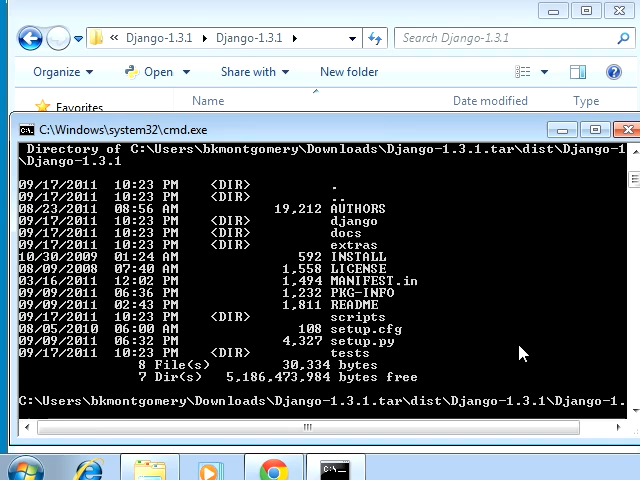 « Django-1.3.1 ▸ Django-1.3.1 ▸
Search Django-1.3.1
Organize Open Share with New folder
Favorites Name Date modified Type
C:\Windows\system32\cmd.exe
Directory of C:\Users\bkmontgomery\Downloads\Django-1.3.1.tar\dist\Django-1
\Django-1.3.1
09/17/2011 10:23 PM <DIR> .
09/17/2011 10:23 PM <DIR> ..
08/23/2011 08:56 AM 19,212 AUTHORS
09/17/2011 10:23 PM <DIR> django
09/17/2011 10:23 PM <DIR> docs
09/17/2011 10:23 PM <DIR> extras
10/30/2009 01:24 AM 592 INSTALL
08/09/2008 07:40 AM 1,558 LICENSE
03/16/2011 12:02 PM 1,494 MANIFEST.in
09/09/2011 06:36 PM 1,232 PKG-INFO
09/09/2011 02:43 PM 1,811 README
09/17/2011 10:23 PM <DIR> scripts
08/05/2010 06:00 AM 108 setup.cfg
09/09/2011 06:32 PM 4,327 setup.py
09/17/2011 10:23 PM <DIR> tests
8 File(s) 30,334 bytes
7 Dir(s) 5,186,473,984 bytes free
C:\Users\bkmontgomery\Downloads\Django-1.3.1.tar\dist\Django-1.3.1\Django-1.